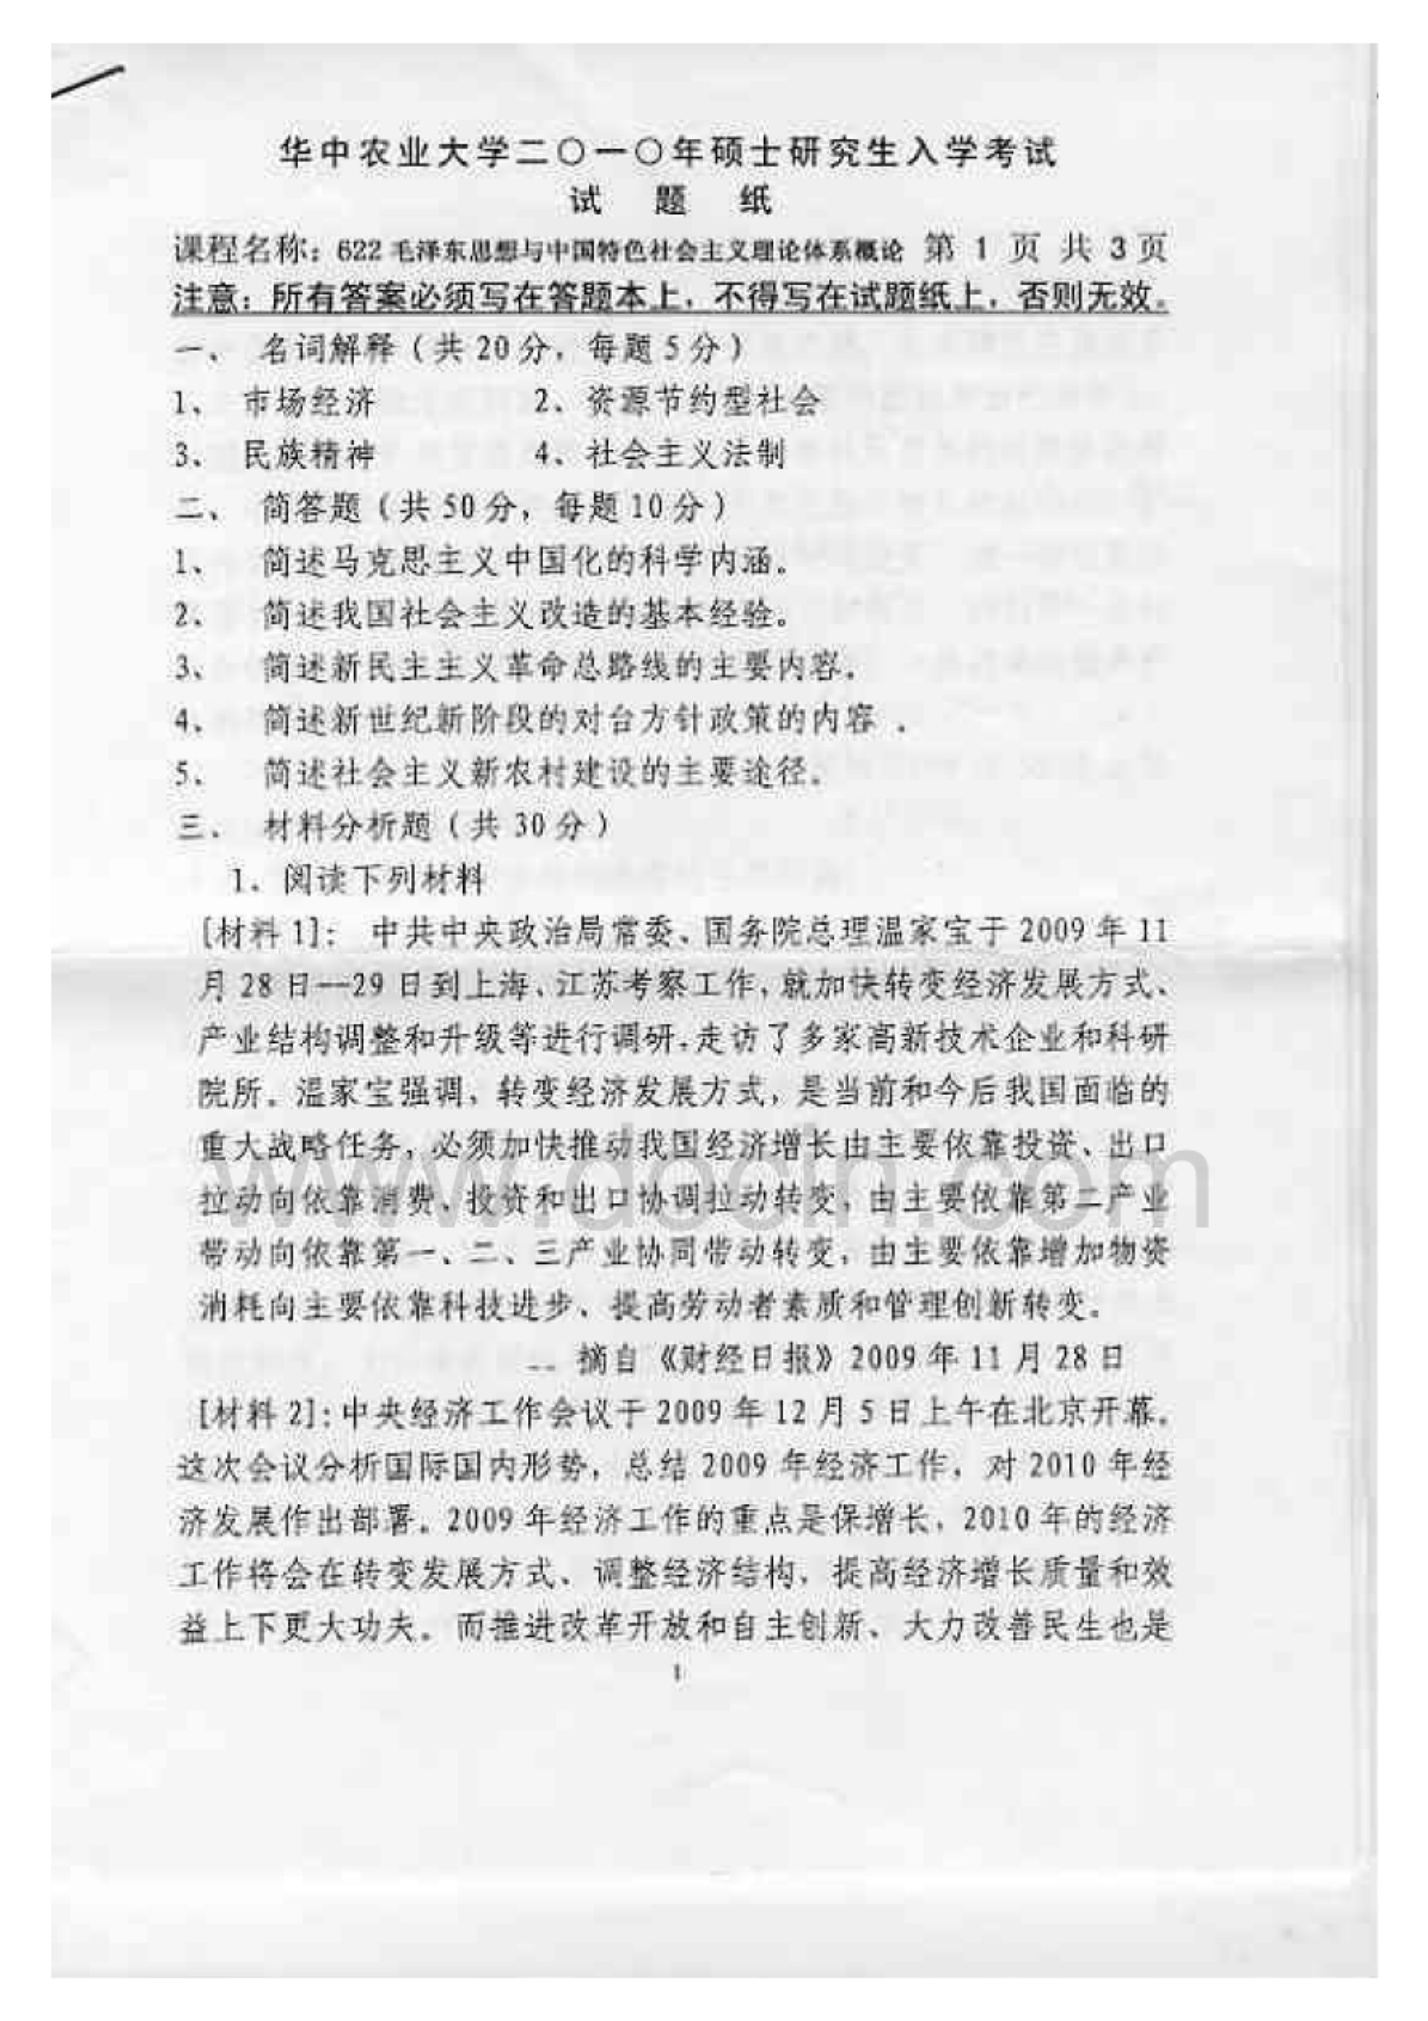 华中农业大学二〇一〇年硕士研究生入学考试
试 题 纸
课程名称：622 毛泽东思想与中国特色社会主义理论体系概论 第 1 页 共 3 页
注意：所有答案必须写在答题本上，不得写在试题纸上，否则无效。
一、 名词解释（共 20 分，每题 5 分）
1、 市场经济 2、资源节约型社会
3、 民族精神 4、社会主义法制
二、 简答题（共 50 分，每题 10 分）
1、 简述马克思主义中国化的科学内涵。
2、 简述我国社会主义改造的基本经验。
3、 简述新民主主义革命总路线的主要内容。
4、 简述新世纪新阶段的对台方针政策的内容 。
5、 简述社会主义新农村建设的主要途径。
三、 材料分析题（共 30 分）
1、阅读下列材料
[材料 1]： 中共中央政治局常委、国务院总理温家宝于 2009 年 11
月 28 日—29 日到上海、江苏考察工作，就加快转变经济发展方式、
产业结构调整和升级等进行调研，走访了多家高新技术企业和科研
院所。温家宝强调，转变经济发展方式，是当前和今后我国面临的
重大战略任务，必须加快推动我国经济增长由主要依靠投资、出口
拉动向依靠消费、投资和出口协调拉动转变，由主要依靠第二产业
带动向依靠第一、二、三产业协同带动转变，由主要依靠增加物资
消耗向主要依靠科技进步、提高劳动者素质和管理创新转变。
-- 摘自《财经日报》2009 年 11 月 28 日
[材料 2]：中央经济工作会议于 2009 年 12 月 5 日上午在北京开幕。
这次会议分析国际国内形势，总结 2009 年经济工作，对 2010 年经
济发展作出部署。2009 年经济工作的重点是保增长，2010 年的经济
工作将会在转变发展方式、调整经济结构，提高经济增长质量和效
益上下更大功夫。而推进改革开放和自主创新、大力改善民生也是
1
www.docin.com